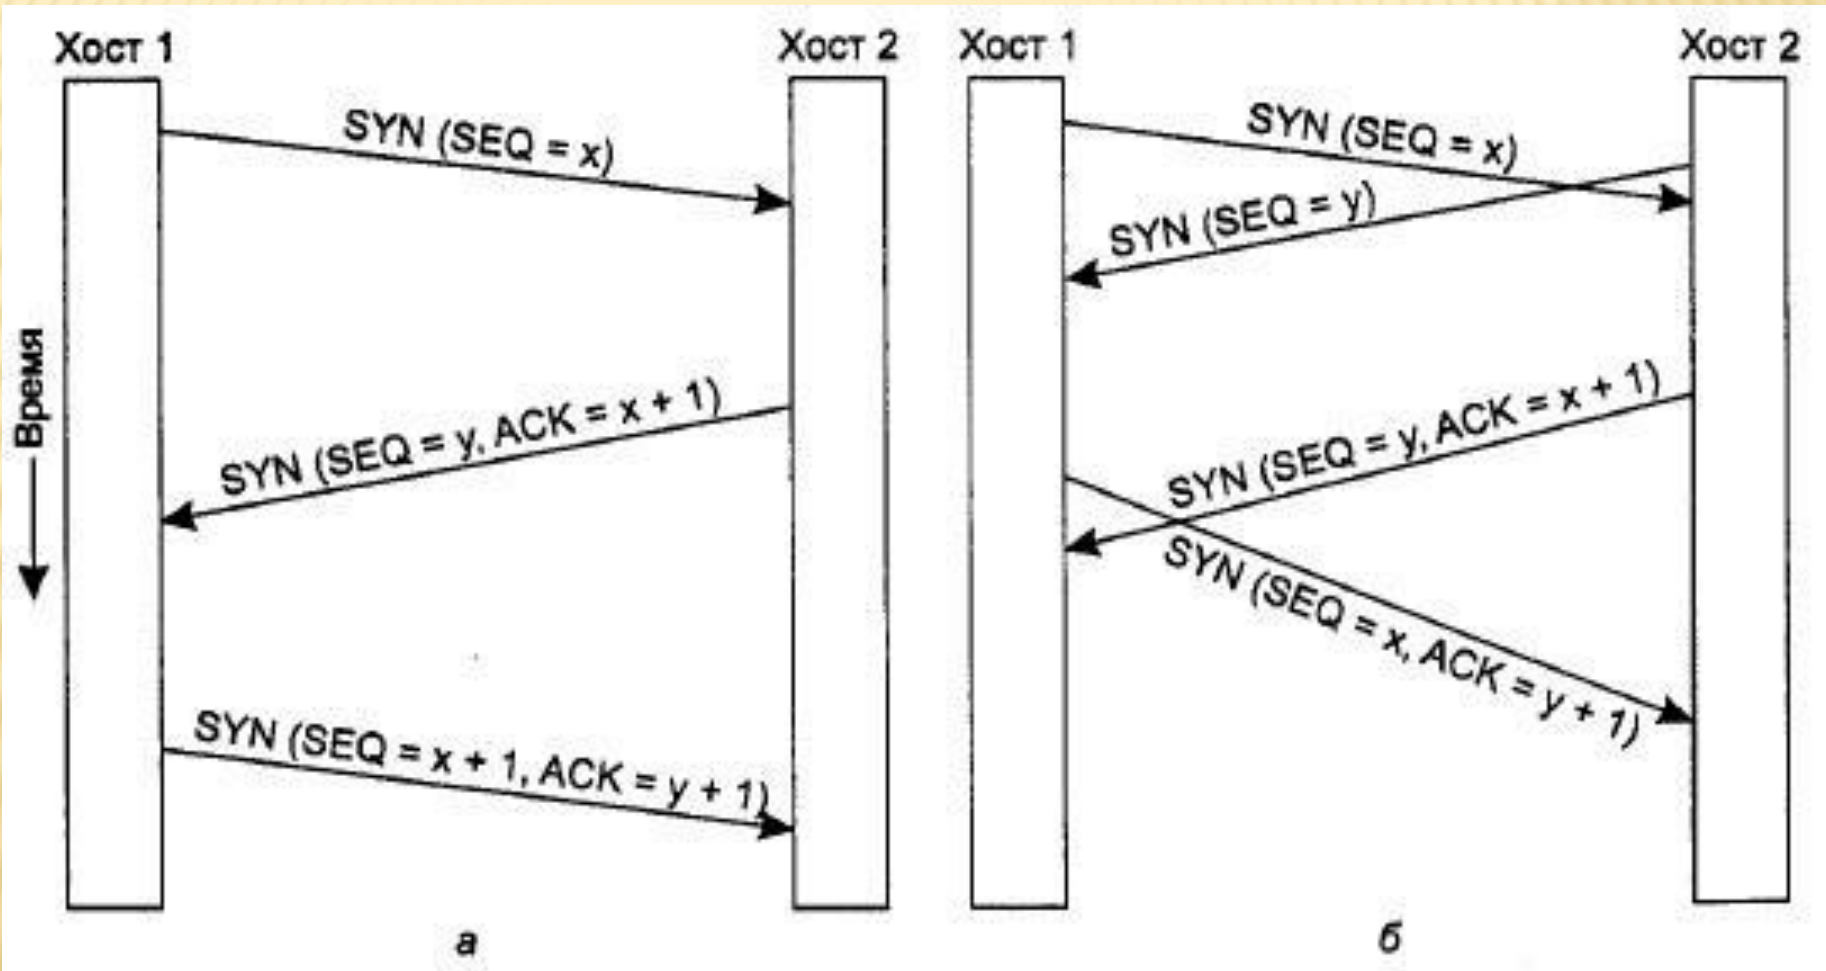 Хост 1
Хост 2
SYN (SEQ = x)
SYN (SEQ = y, ACK = x + 1)
SYN (SEQ = x + 1, ACK = y + 1)
Время
а
Хост 1
Хост 2
SYN (SEQ = x)
SYN (SEQ = y)
SYN (SEQ = y, ACK = x + 1)
SYN (SEQ = x, ACK = y + 1)
б